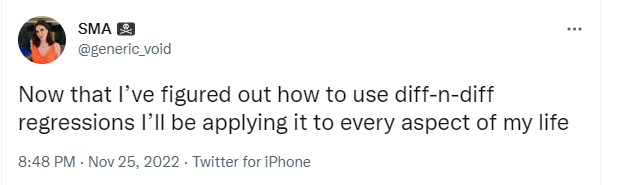 SMA
@generic_void
Now that I’ve figured out how to use diff-n-diff
regressions I’ll be applying it to every aspect of my life
8:48 PM · Nov 25, 2022 · Twitter for iPhone